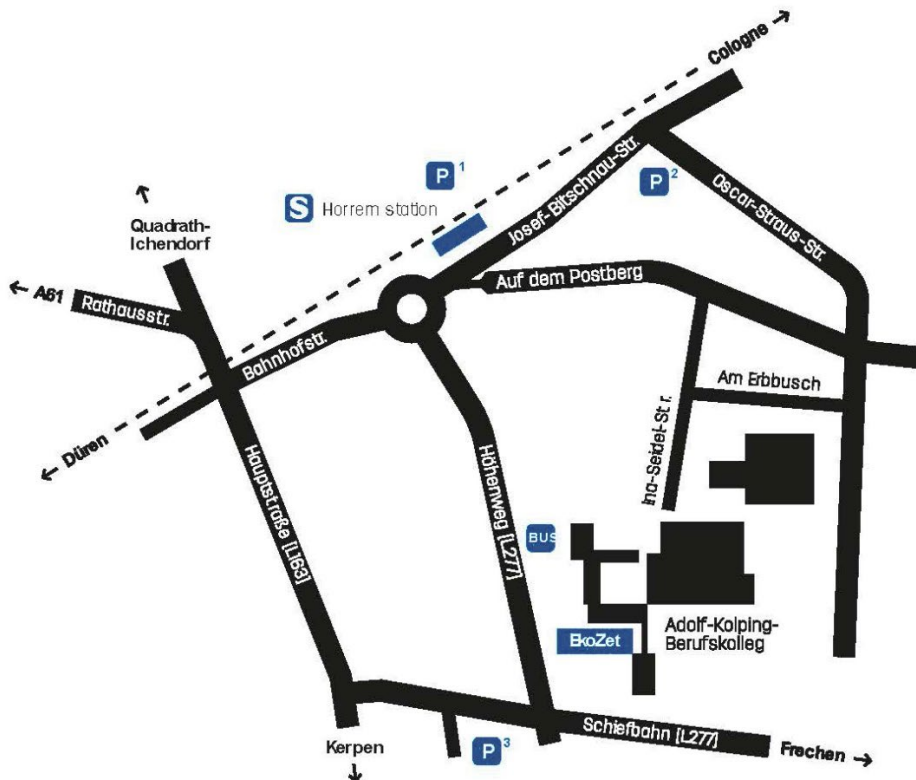 ← Cologne →
P 1
P 2
S Horrem station
Josef-Bitschnau-Str.
Oscar-Straus-Str.
Quadrath-
Ichendorf
← A61
Rathausstr.
Auf dem Postberg
Bahnhofstr.
Am Erbbusch
← Düren
Ina-Seidel-Str.
Hauptstraße [L163]
Höhenweg [L277]
BUS
EkoZet
Adolf-Kolping-
Berufskolleg
Schiefbahn [L277]
Frechen →
Kerpen
P 3